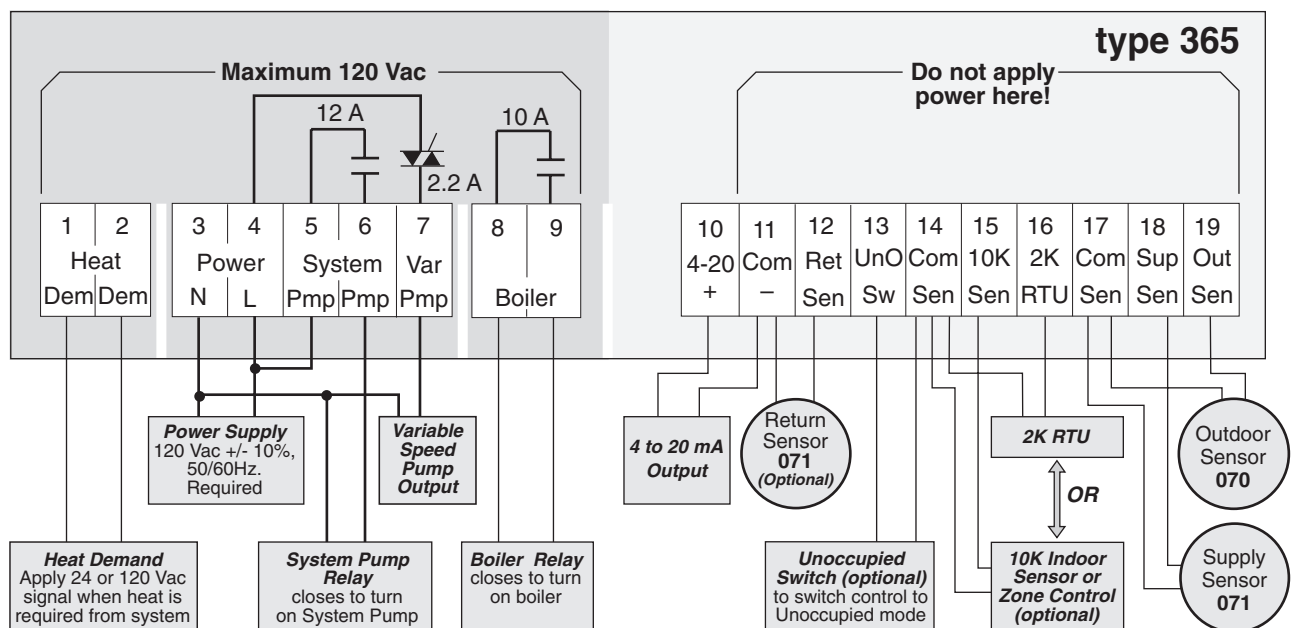 type 365
Maximum 120 Vac
Do not apply
power here!
12 A
10 A
2.2 A
1 2 3 4 5 6 7 8 9 10 11 12 13 14 15 16 17 18 19
Heat Power System Var 4-20 Com Ret UnO Com 10K 2K Com Sup Out
Dem Dem N L Pmp Pmp Pmp Boiler + – Sen Sw Sen Sen RTU Sen Sen Sen
Power Supply
120 Vac +/- 10%,
50/60Hz.
Required
Variable
Speed
Pump
Output
4 to 20 mA
Output
Return
Sensor
071
(Optional)
2K RTU
OR
Outdoor
Sensor
070
Heat Demand
Apply 24 or 120 Vac
signal when heat is
required from system
System Pump
Relay
closes to turn
on System Pump
Boiler Relay
closes to turn
on boiler
Unoccupied
Switch (optional)
to switch control to
Unoccupied mode
10K Indoor
Sensor or
Zone Control
(optional)
Supply
Sensor
071